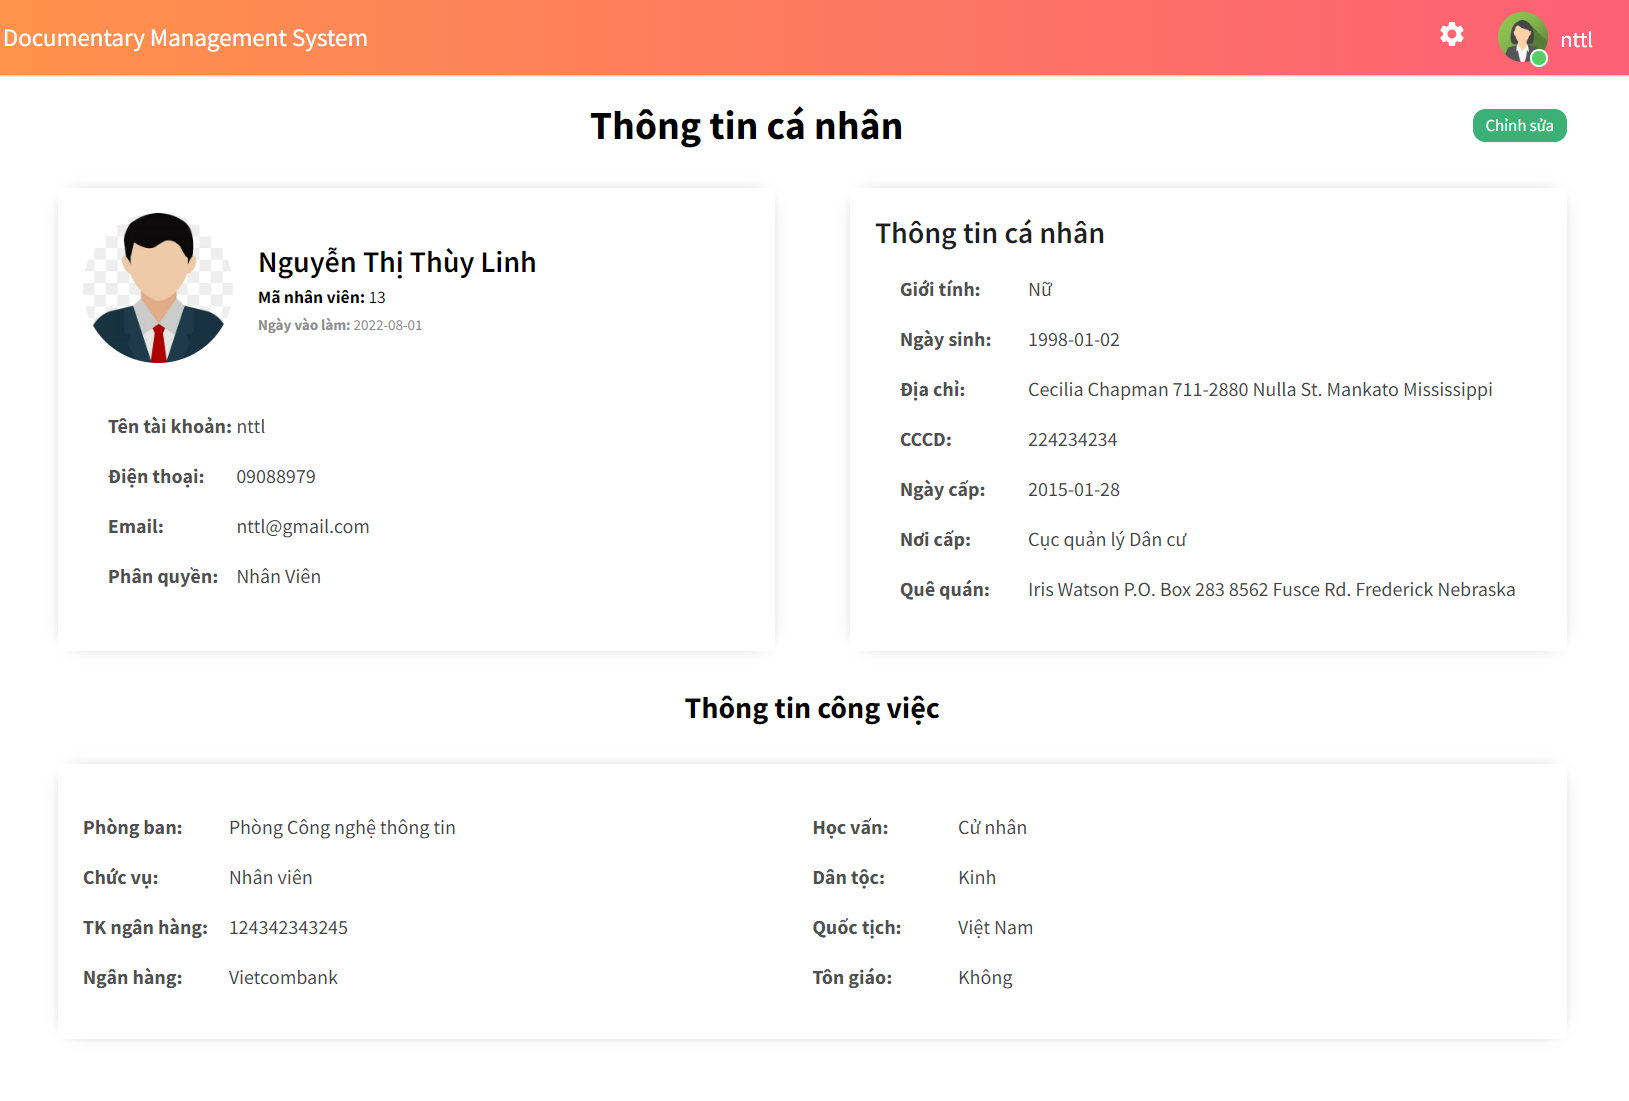 Documentary Management System
nttl
Thông tin cá nhân
Chỉnh sửa
Nguyễn Thị Thùy Linh
Mã nhân viên: 13
Ngày vào làm: 2022-08-01
Tên tài khoản: nttl
Điện thoại: 09088979
Email: nttl@gmail.com
Phân quyền: Nhân Viên
Thông tin cá nhân
Giới tính: Nữ
Ngày sinh: 1998-01-02
Địa chỉ: Cecilia Chapman 711-2880 Nulla St. Mankato Mississippi
CCCD: 224234234
Ngày cấp: 2015-01-28
Nơi cấp: Cục quản lý Dân cư
Quê quán: Iris Watson P.O. Box 283 8562 Fusce Rd. Frederick Nebraska
Thông tin công việc
Phòng ban: Phòng Công nghệ thông tin
Chức vụ: Nhân viên
TK ngân hàng: 124342343245
Ngân hàng: Vietcombank
Học vấn: Cử nhân
Dân tộc: Kinh
Quốc tịch: Việt Nam
Tôn giáo: Không